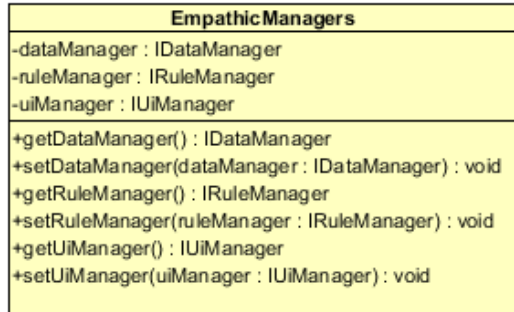 EmpathicManagers
-dataManager : IDataManager
-ruleManager : IRuleManager
-uiManager : IUiManager
+getDataManager() : IDataManager
+setDataManager(dataManager : IDataManager) : void
+getRuleManager() : IRuleManager
+setRuleManager(ruleManager : IRuleManager) : void
+getUiManager() : IUiManager
+setUiManager(uiManager : IUiManager) : void